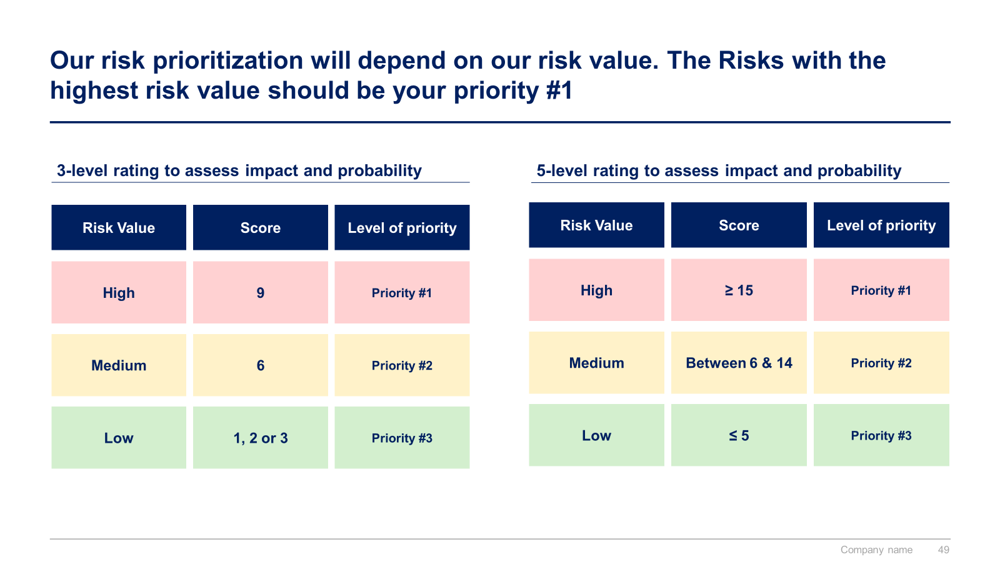 Our risk prioritization will depend on our risk value. The Risks with the
highest risk value should be your priority #1
3-level rating to assess impact and probability
Risk Value
Score
Level of priority
High
9
Priority #1
Medium
6
Priority #2
Low
1, 2 or 3
Priority #3
5-level rating to assess impact and probability
Risk Value
Score
Level of priority
High
≥ 15
Priority #1
Medium
Between 6 & 14
Priority #2
Low
≤ 5
Priority #3
Company name
49